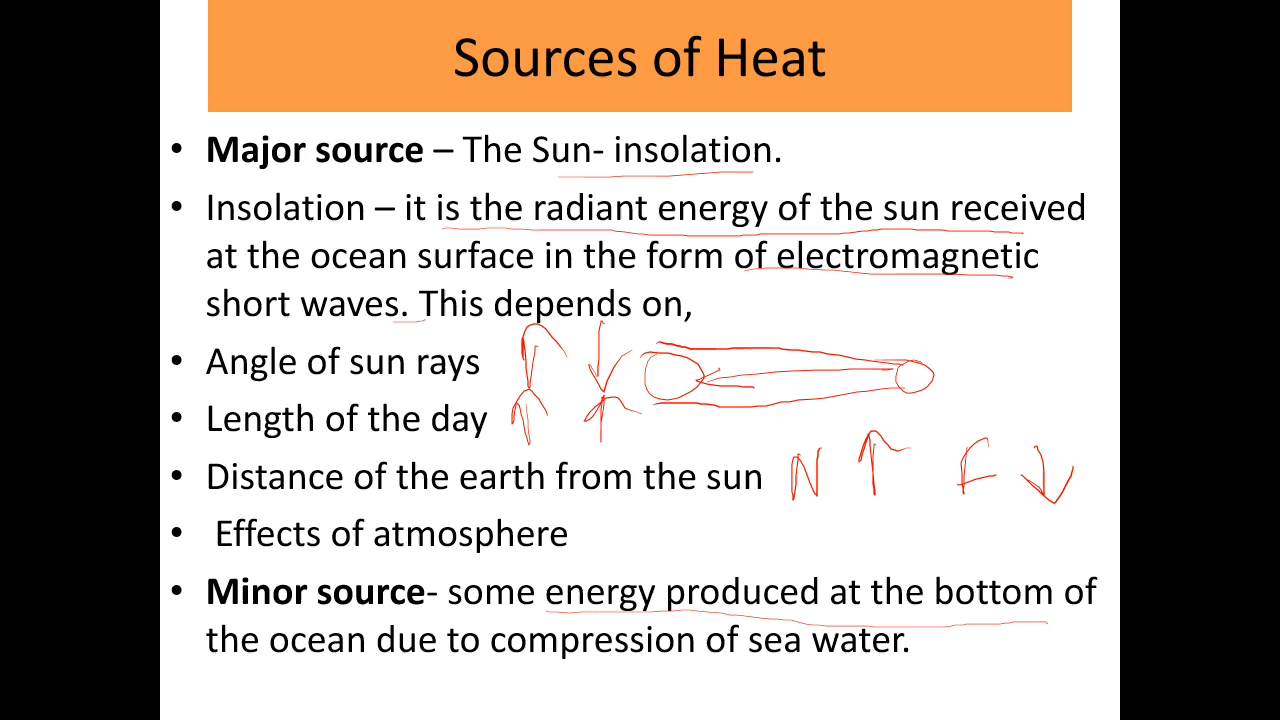 Sources of Heat
• Major source – The Sun- insolation.
• Insolation – it is the radiant energy of the sun received
at the ocean surface in the form of electromagnetic
short waves. This depends on,
• Angle of sun rays
• Length of the day
• Distance of the earth from the sun N ↑ F ↓
• Effects of atmosphere
• Minor source- some energy produced at the bottom of
the ocean due to compression of sea water.